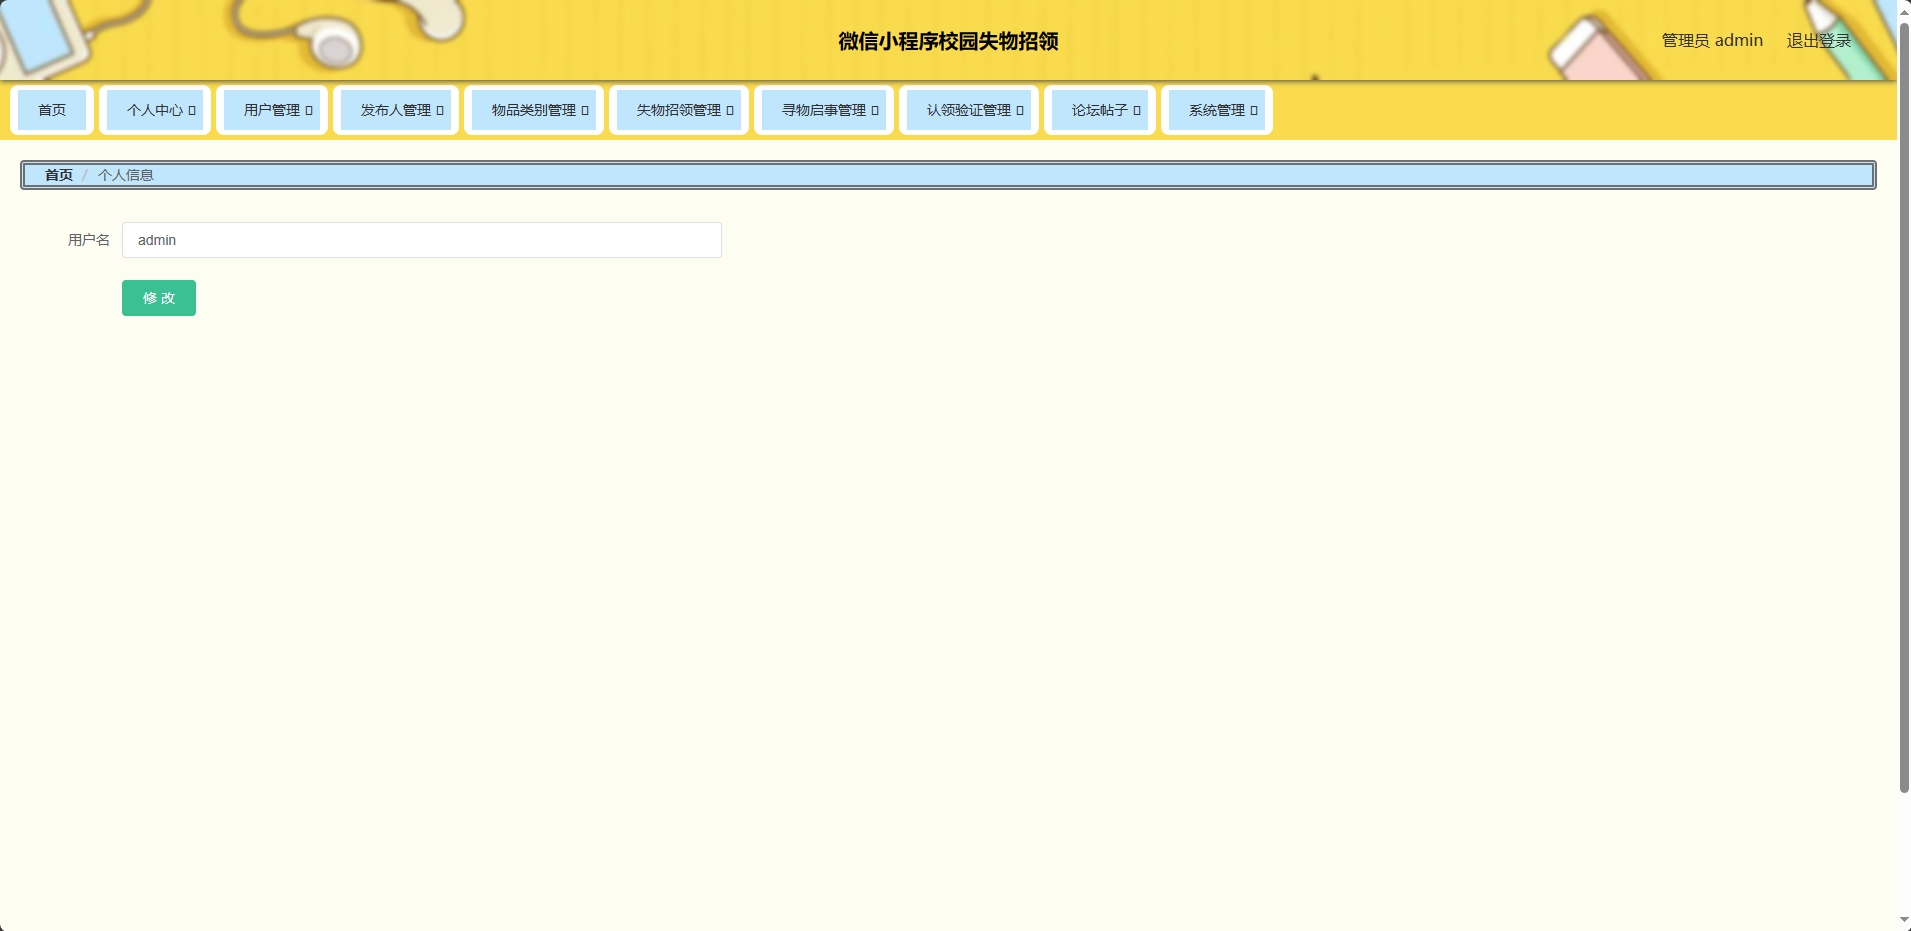 微信小程序校园失物招领
管理员 admin 退出登录
首页 个人中心 用户管理 发布人管理 物品类别管理 失物招领管理 寻物启事管理 认领验证管理 论坛帖子 系统管理
首页 / 个人信息
用户名 admin
修 改